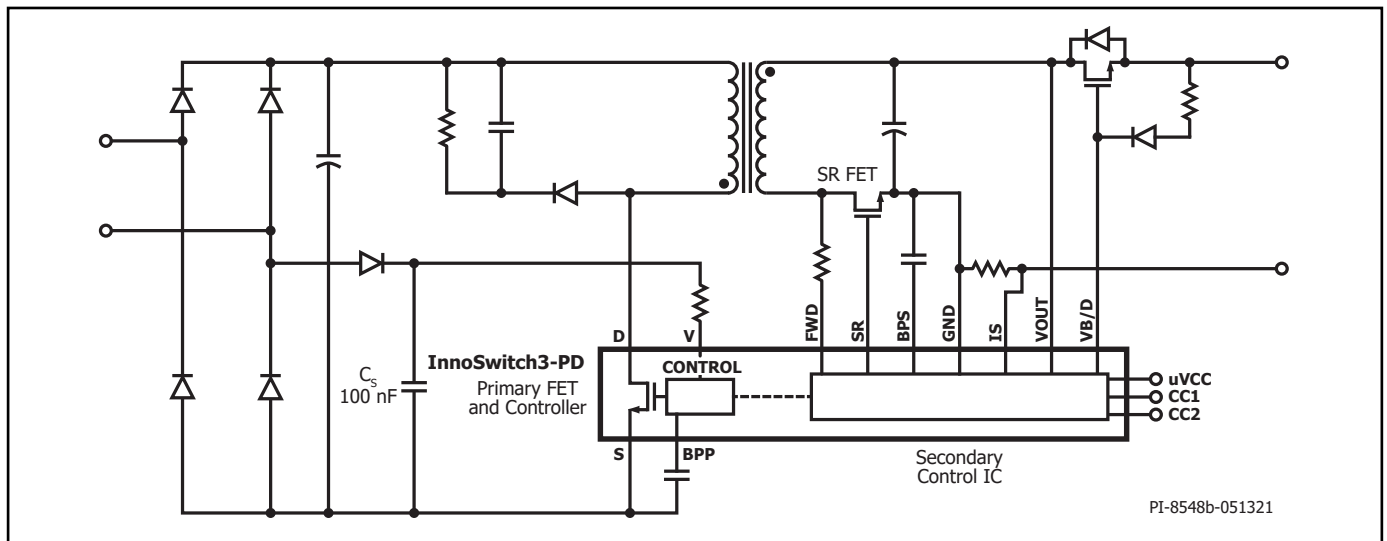 SR FET
FWD
SR
BPS
GND
IS
VOUT
VB/D
D
V
InnoSwitch3-PD
Primary FET
and Controller
CONTROL
CS
100 nF
uVCC
CC1
CC2
S
BPP
Secondary
Control IC
PI-8548b-051321